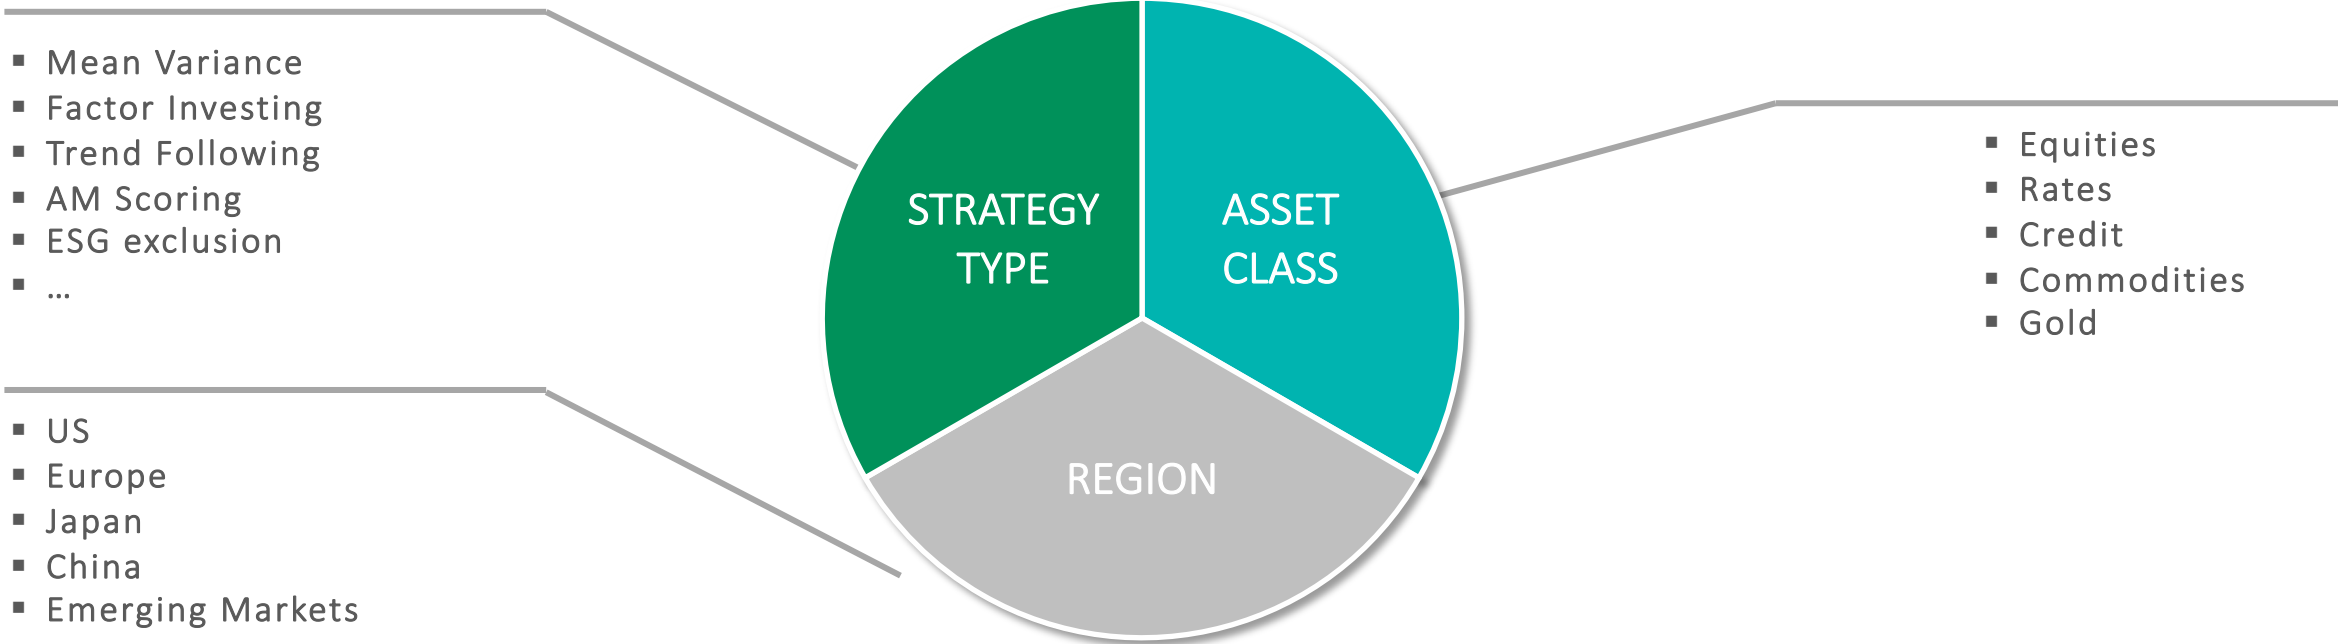 Mean Variance
Factor Investing
Trend Following
AM Scoring
ESG exclusion
...
US
Europe
Japan
China
Emerging Markets
STRATEGY
TYPE
ASSET
CLASS
REGION
Equities
Rates
Credit
Commodities
Gold